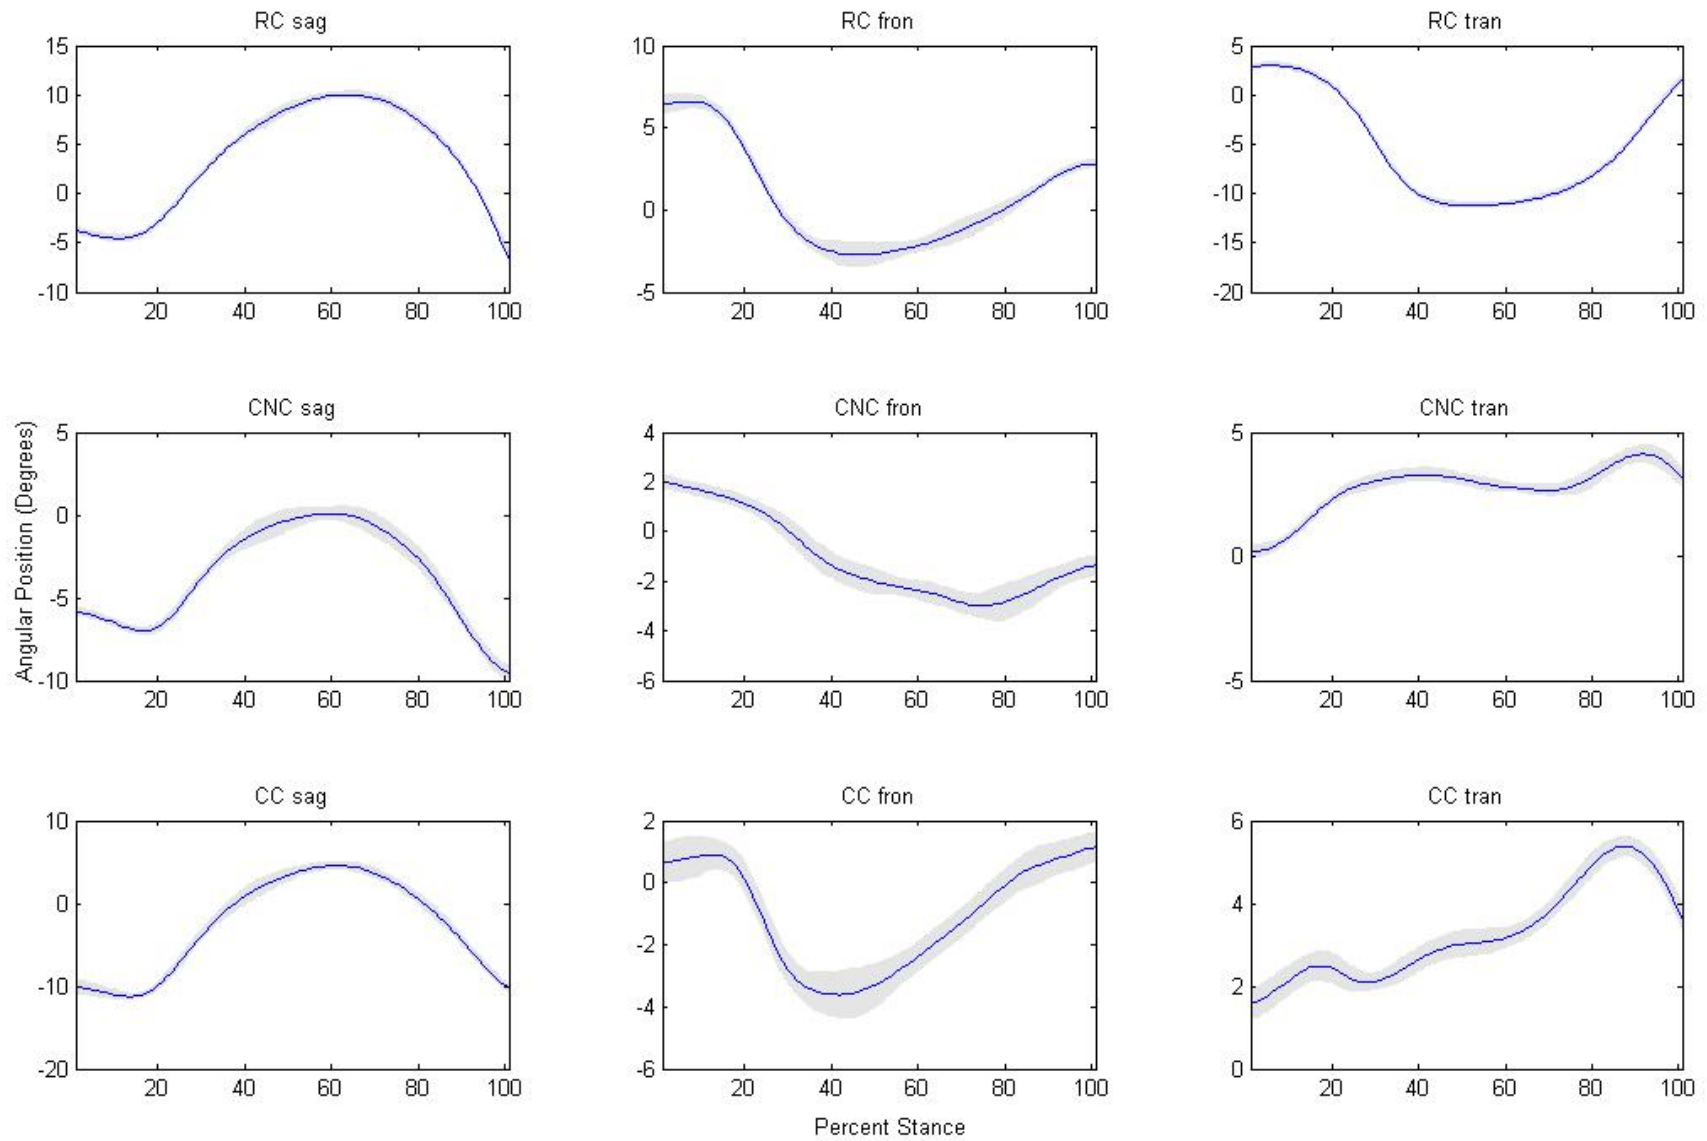 RC sag
RC fron
RC tran
15
10
5
0
-5
-10
20 40 60 80 100
10
5
0
-5
20 40 60 80 100
5
0
-5
-10
-15
-20
20 40 60 80 100
Angular Position (Degrees)
CNC sag
CNC fron
CNC tran
5
0
-5
-10
20 40 60 80 100
4
2
0
-2
-4
-6
20 40 60 80 100
5
0
-5
20 40 60 80 100
CC sag
CC fron
CC tran
10
0
-10
-20
20 40 60 80 100
2
0
-2
-4
-6
20 40 60 80 100
6
4
2
0
20 40 60 80 100
Percent Stance